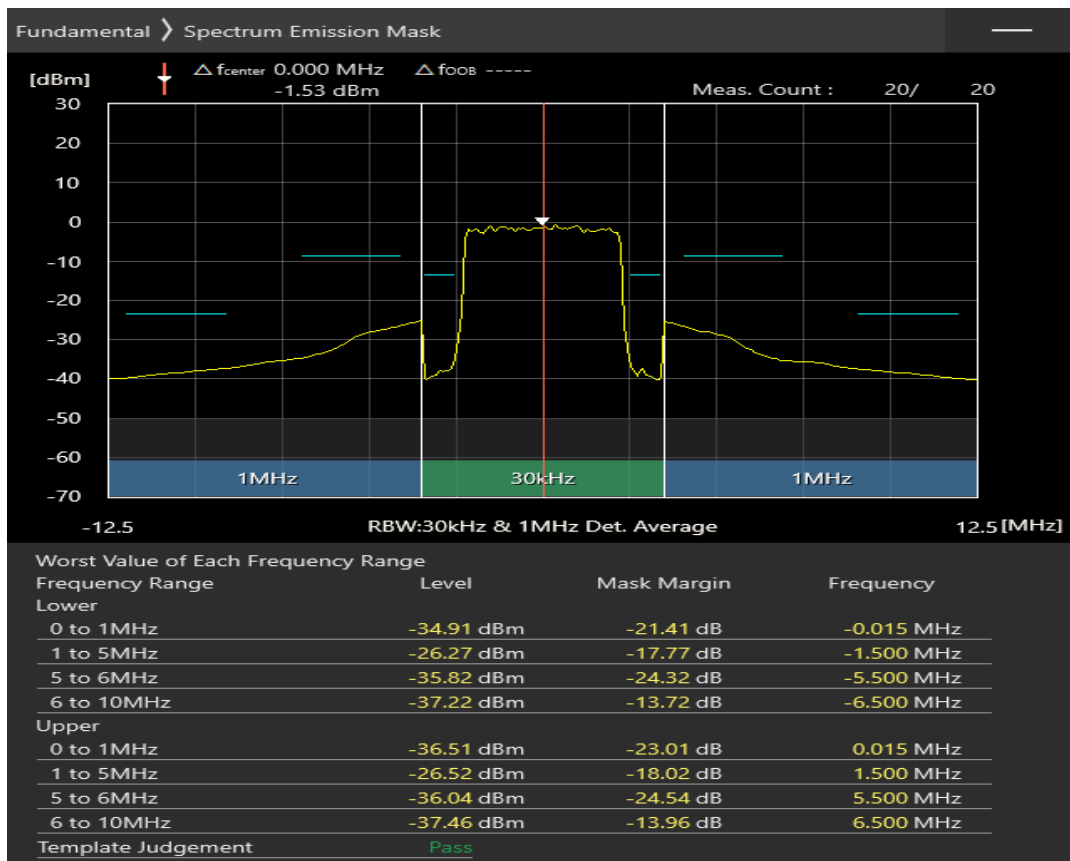 Fundamental ❯ Spectrum Emission Mask
[dBm] △ fcenter 0.000 MHz △ fOOB -----
-1.53 dBm Meas. Count : 20/ 20
30
20
10
0
-10
-20
-30
-40
-50
-60
-70
1MHz 30kHz 1MHz
-12.5 RBW:30kHz & 1MHz Det. Average 12.5 [MHz]
Worst Value of Each Frequency Range
Frequency Range Level Mask Margin Frequency
Lower
0 to 1MHz -34.91 dBm -21.41 dB -0.015 MHz
1 to 5MHz -26.27 dBm -17.77 dB -1.500 MHz
5 to 6MHz -35.82 dBm -24.32 dB -5.500 MHz
6 to 10MHz -37.22 dBm -13.72 dB -6.500 MHz
Upper
0 to 1MHz -36.51 dBm -23.01 dB 0.015 MHz
1 to 5MHz -26.52 dBm -18.02 dB 1.500 MHz
5 to 6MHz -36.04 dBm -24.54 dB 5.500 MHz
6 to 10MHz -37.46 dBm -13.96 dB 6.500 MHz
Template Judgement Pass